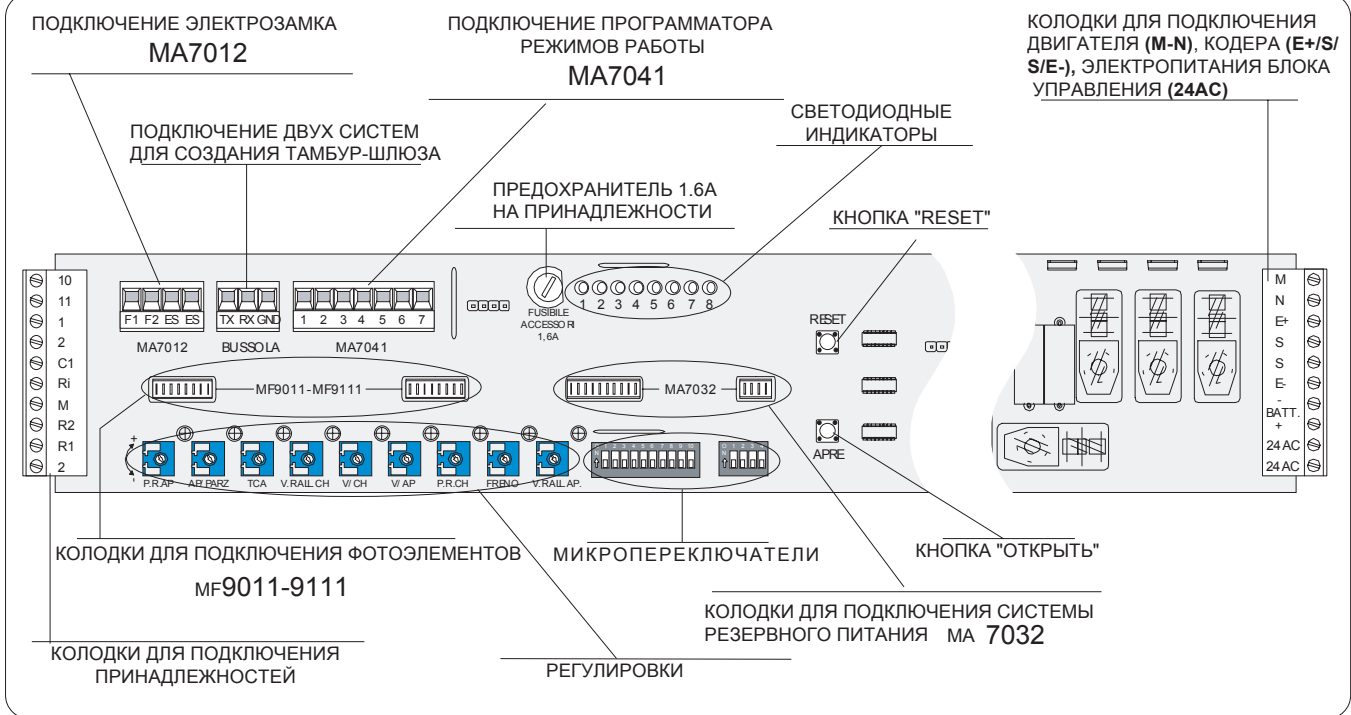 ПОДКЛЮЧЕНИЕ ЭЛЕКТРОЗАМКА
MA7012
ПОДКЛЮЧЕНИЕ ПРОГРАММАТОРА
РЕЖИМОВ РАБОТЫ
MA7041
КОЛОДКИ ДЛЯ ПОДКЛЮЧЕНИЯ
ДВИГАТЕЛЯ (M-N), КОДЕРА (E+/S/
S/E-), ЭЛЕКТРОПИТАНИЯ БЛОКА
УПРАВЛЕНИЯ (24AC)
ПОДКЛЮЧЕНИЕ ДВУХ СИСТЕМ
ДЛЯ СОЗДАНИЯ ТАМБУР-ШЛЮЗА
СВЕТОДИОДНЫЕ
ИНДИКАТОРЫ
ПРЕДОХРАНИТЕЛЬ 1.6А
НА ПРИНАДЛЕЖНОСТИ
КНОПКА "RESET"
10
11
1
2
C1
Ri
M
R2
R1
2
F1 F2 ES ES
MA7012
TX RX GND
BUSSOLA
1 2 3 4 5 6 7
MA7041
FUSIBILE
ACCESSORI
1,6A
1 2 3 4 5 6 7 8
RESET
M
N
E+
S
S
E-
-
BATT.
+
24 AC
24 AC
MF9011-MF9111
MA7032
APRE
+
-
P.R.AP AP.PARZ TCA V.RALL CH V/ CH V/ AP P.R.CH FRENO V.RALL AP.
КОЛОДКИ ДЛЯ ПОДКЛЮЧЕНИЯ ФОТОЭЛЕМЕНТОВ
MF9011-9111
МИКРОПЕРЕКЛЮЧАТЕЛИ
КНОПКА "ОТКРЫТЬ"
КОЛОДКИ ДЛЯ ПОДКЛЮЧЕНИЯ СИСТЕМЫ
РЕЗЕРВНОГО ПИТАНИЯ MA 7032
КОЛОДКИ ДЛЯ ПОДКЛЮЧЕНИЯ
ПРИНАДЛЕЖНОСТЕЙ
РЕГУЛИРОВКИ